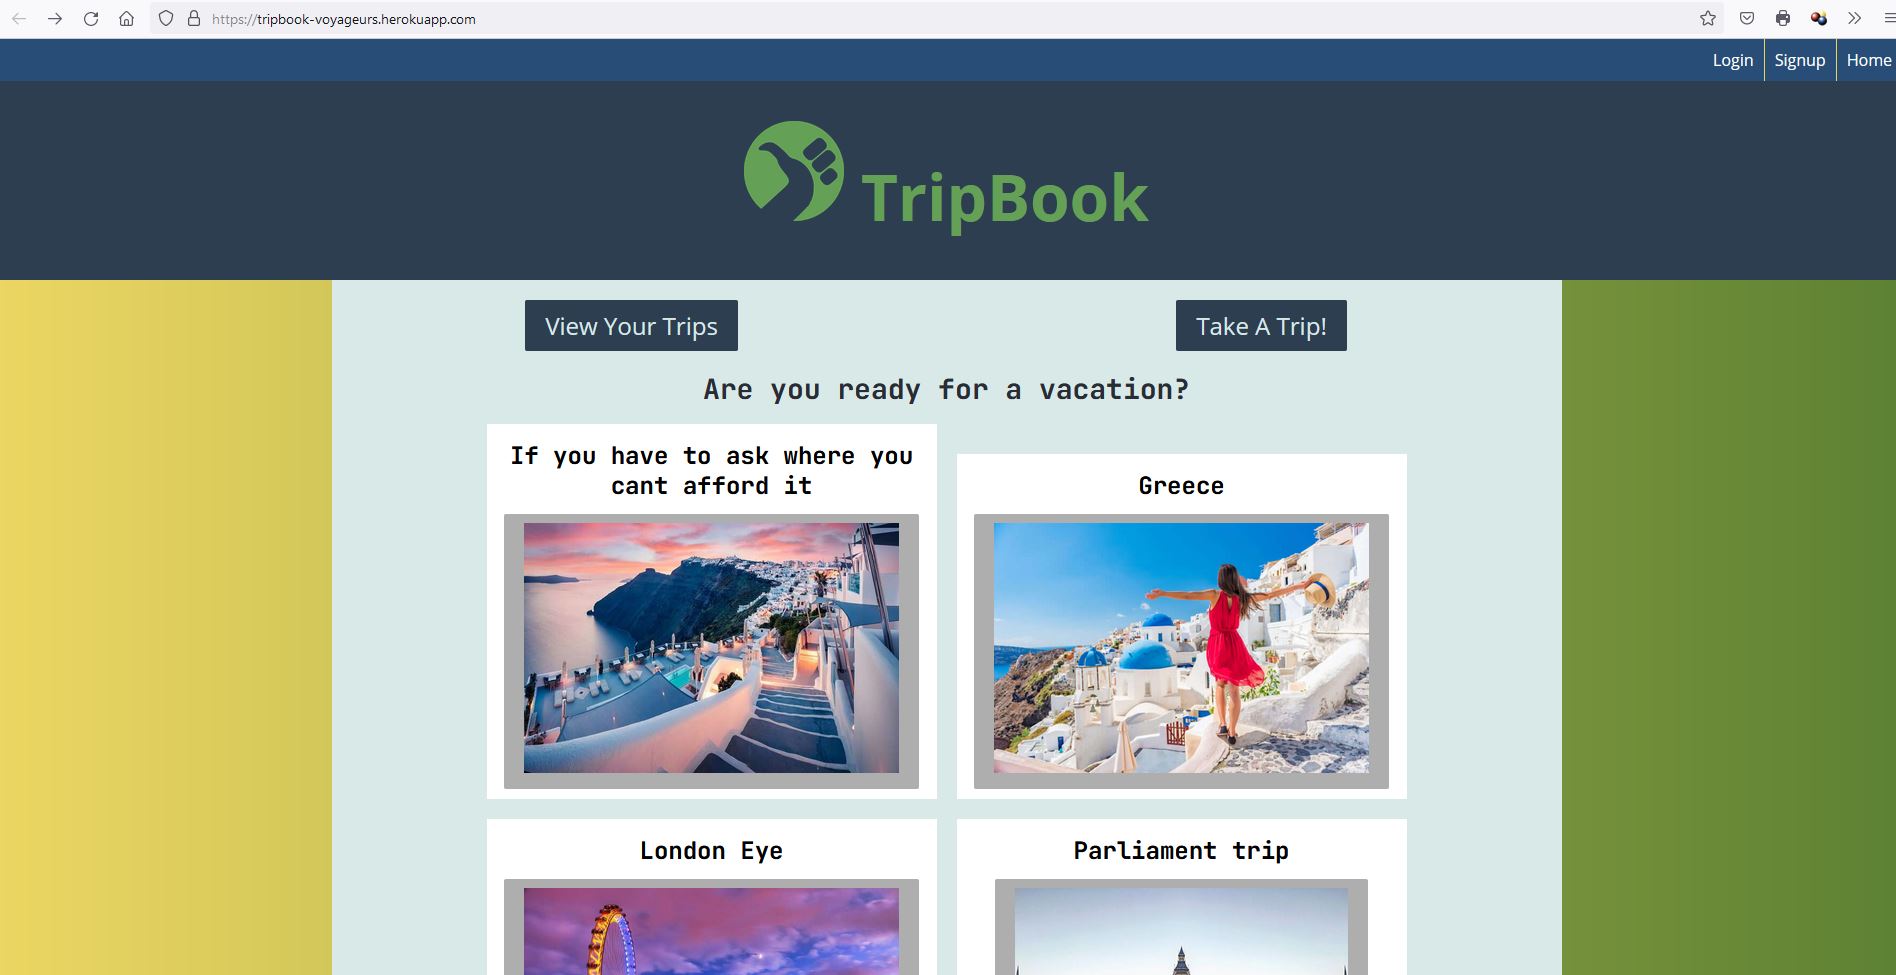 https://tripbook-voyageurs.herokuapp.com
Login
Signup
Home
TripBook
View Your Trips
Take A Trip!
Are you ready for a vacation?
If you have to ask where you
cant afford it
Greece
London Eye
Parliament trip